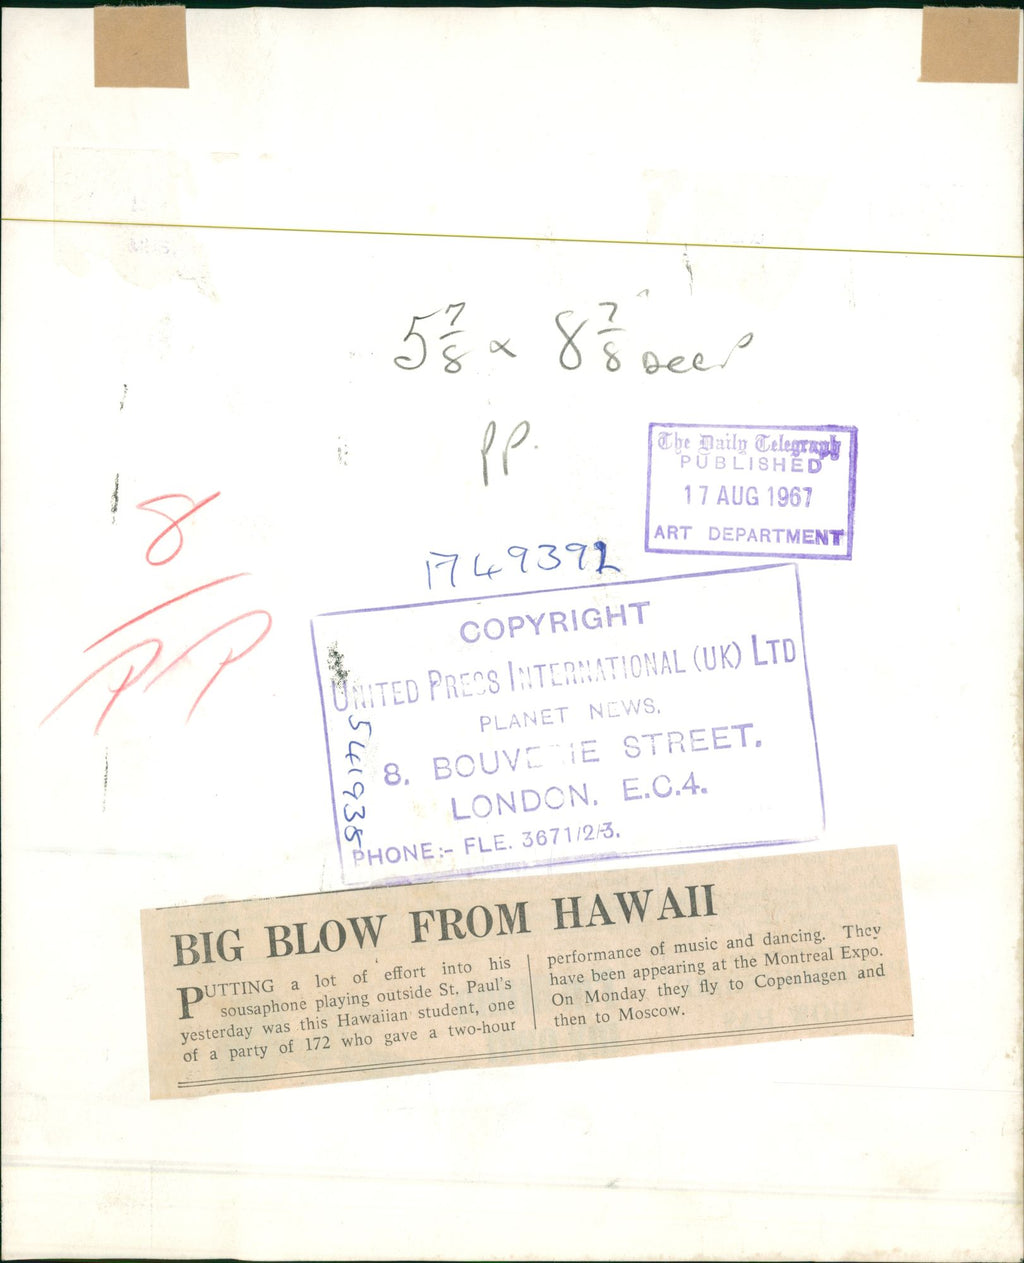 5 7/8 x 8 7/8 Deep
PP.
The Daily Telegraph
PUBLISHED
17 AUG 1967
ART DEPARTMENT
8
PP
1749392
COPYRIGHT
UNITED PRESS INTERNATIONAL (UK) LTD
PLANET NEWS.
8. BOUVERIE STREET.
LONDON. E.C.4.
PHONE:- FLE. 3671/2/3.
541935
BIG BLOW FROM HAWAII
PUTTING a lot of effort into his
sousaphone playing outside St. Paul's
yesterday was this Hawaiian student, one
of a party of 172 who gave a two-hour
performance of music and dancing. They
have been appearing at the Montreal Expo.
On Monday they fly to Copenhagen and
then to Moscow.